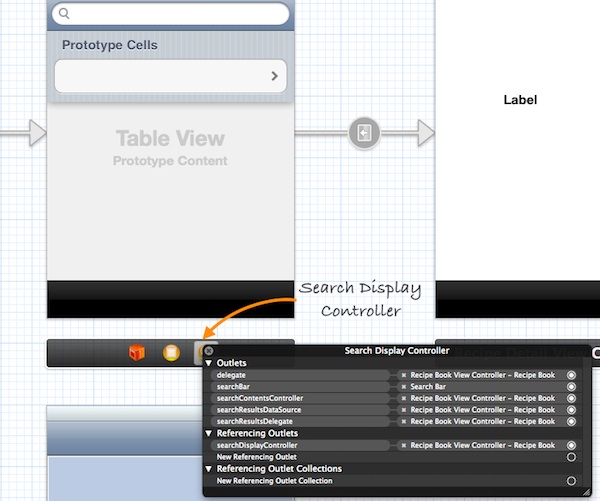 Prototype Cells
Table View
Prototype Content
Label
Search Display
Controller
Search Display Controller
Outlets
delegate Recipe Book View Controller – Recipe Book
searchBar Search Bar
searchContentsController Recipe Book View Controller – Recipe Book
searchResultsDataSource Recipe Book View Controller – Recipe Book
searchResultsDelegate Recipe Book View Controller – Recipe Book
Referencing Outlets
searchDisplayController Recipe Book View Controller – Recipe Book
New Referencing Outlet
Referencing Outlet Collections
New Referencing Outlet Collection